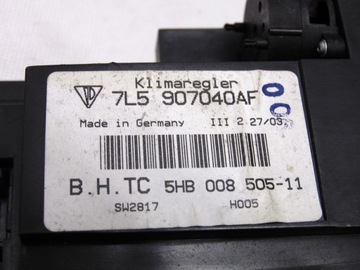 Klimaregler
7L5 907040AF
Made in Germany III 2 27/03
B.H.TC 5HB 008 505-11
SW2817 H005